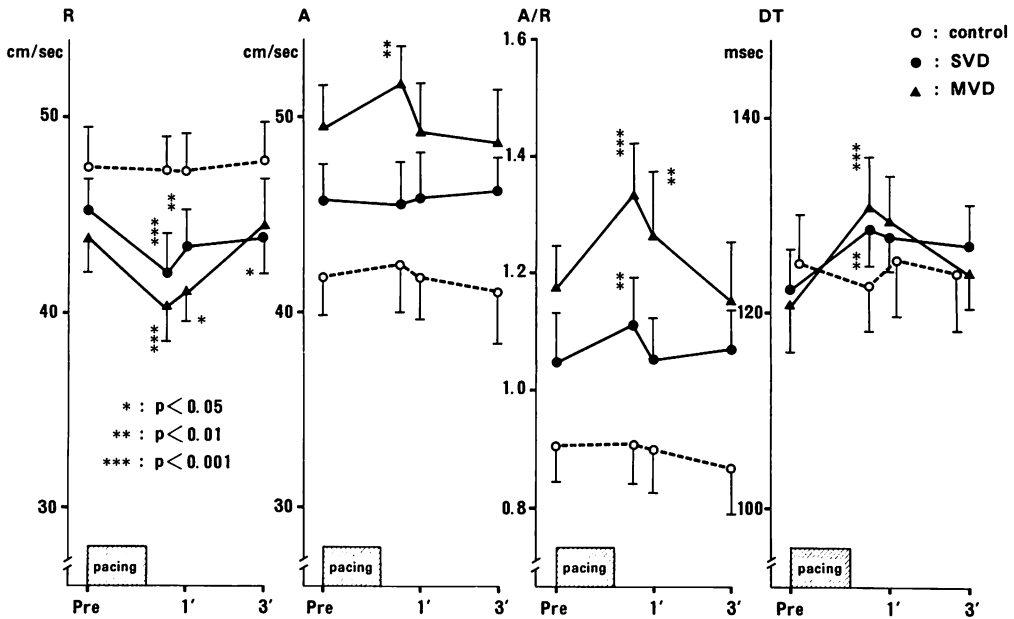 R
cm/sec
50
40
30
* : p<0.05
** : p<0.01
*** : p<0.001
***
**
*
***
*
pacing
Pre
1'
3'
A
cm/sec
50
40
30
**
pacing
Pre
1'
3'
A/R
1.6
1.4
1.2
1.0
0.8
***
**
**
pacing
Pre
1'
3'
DT
msec
140
120
100
***
**
pacing
Pre
1'
3'
: control
: SVD
: MVD